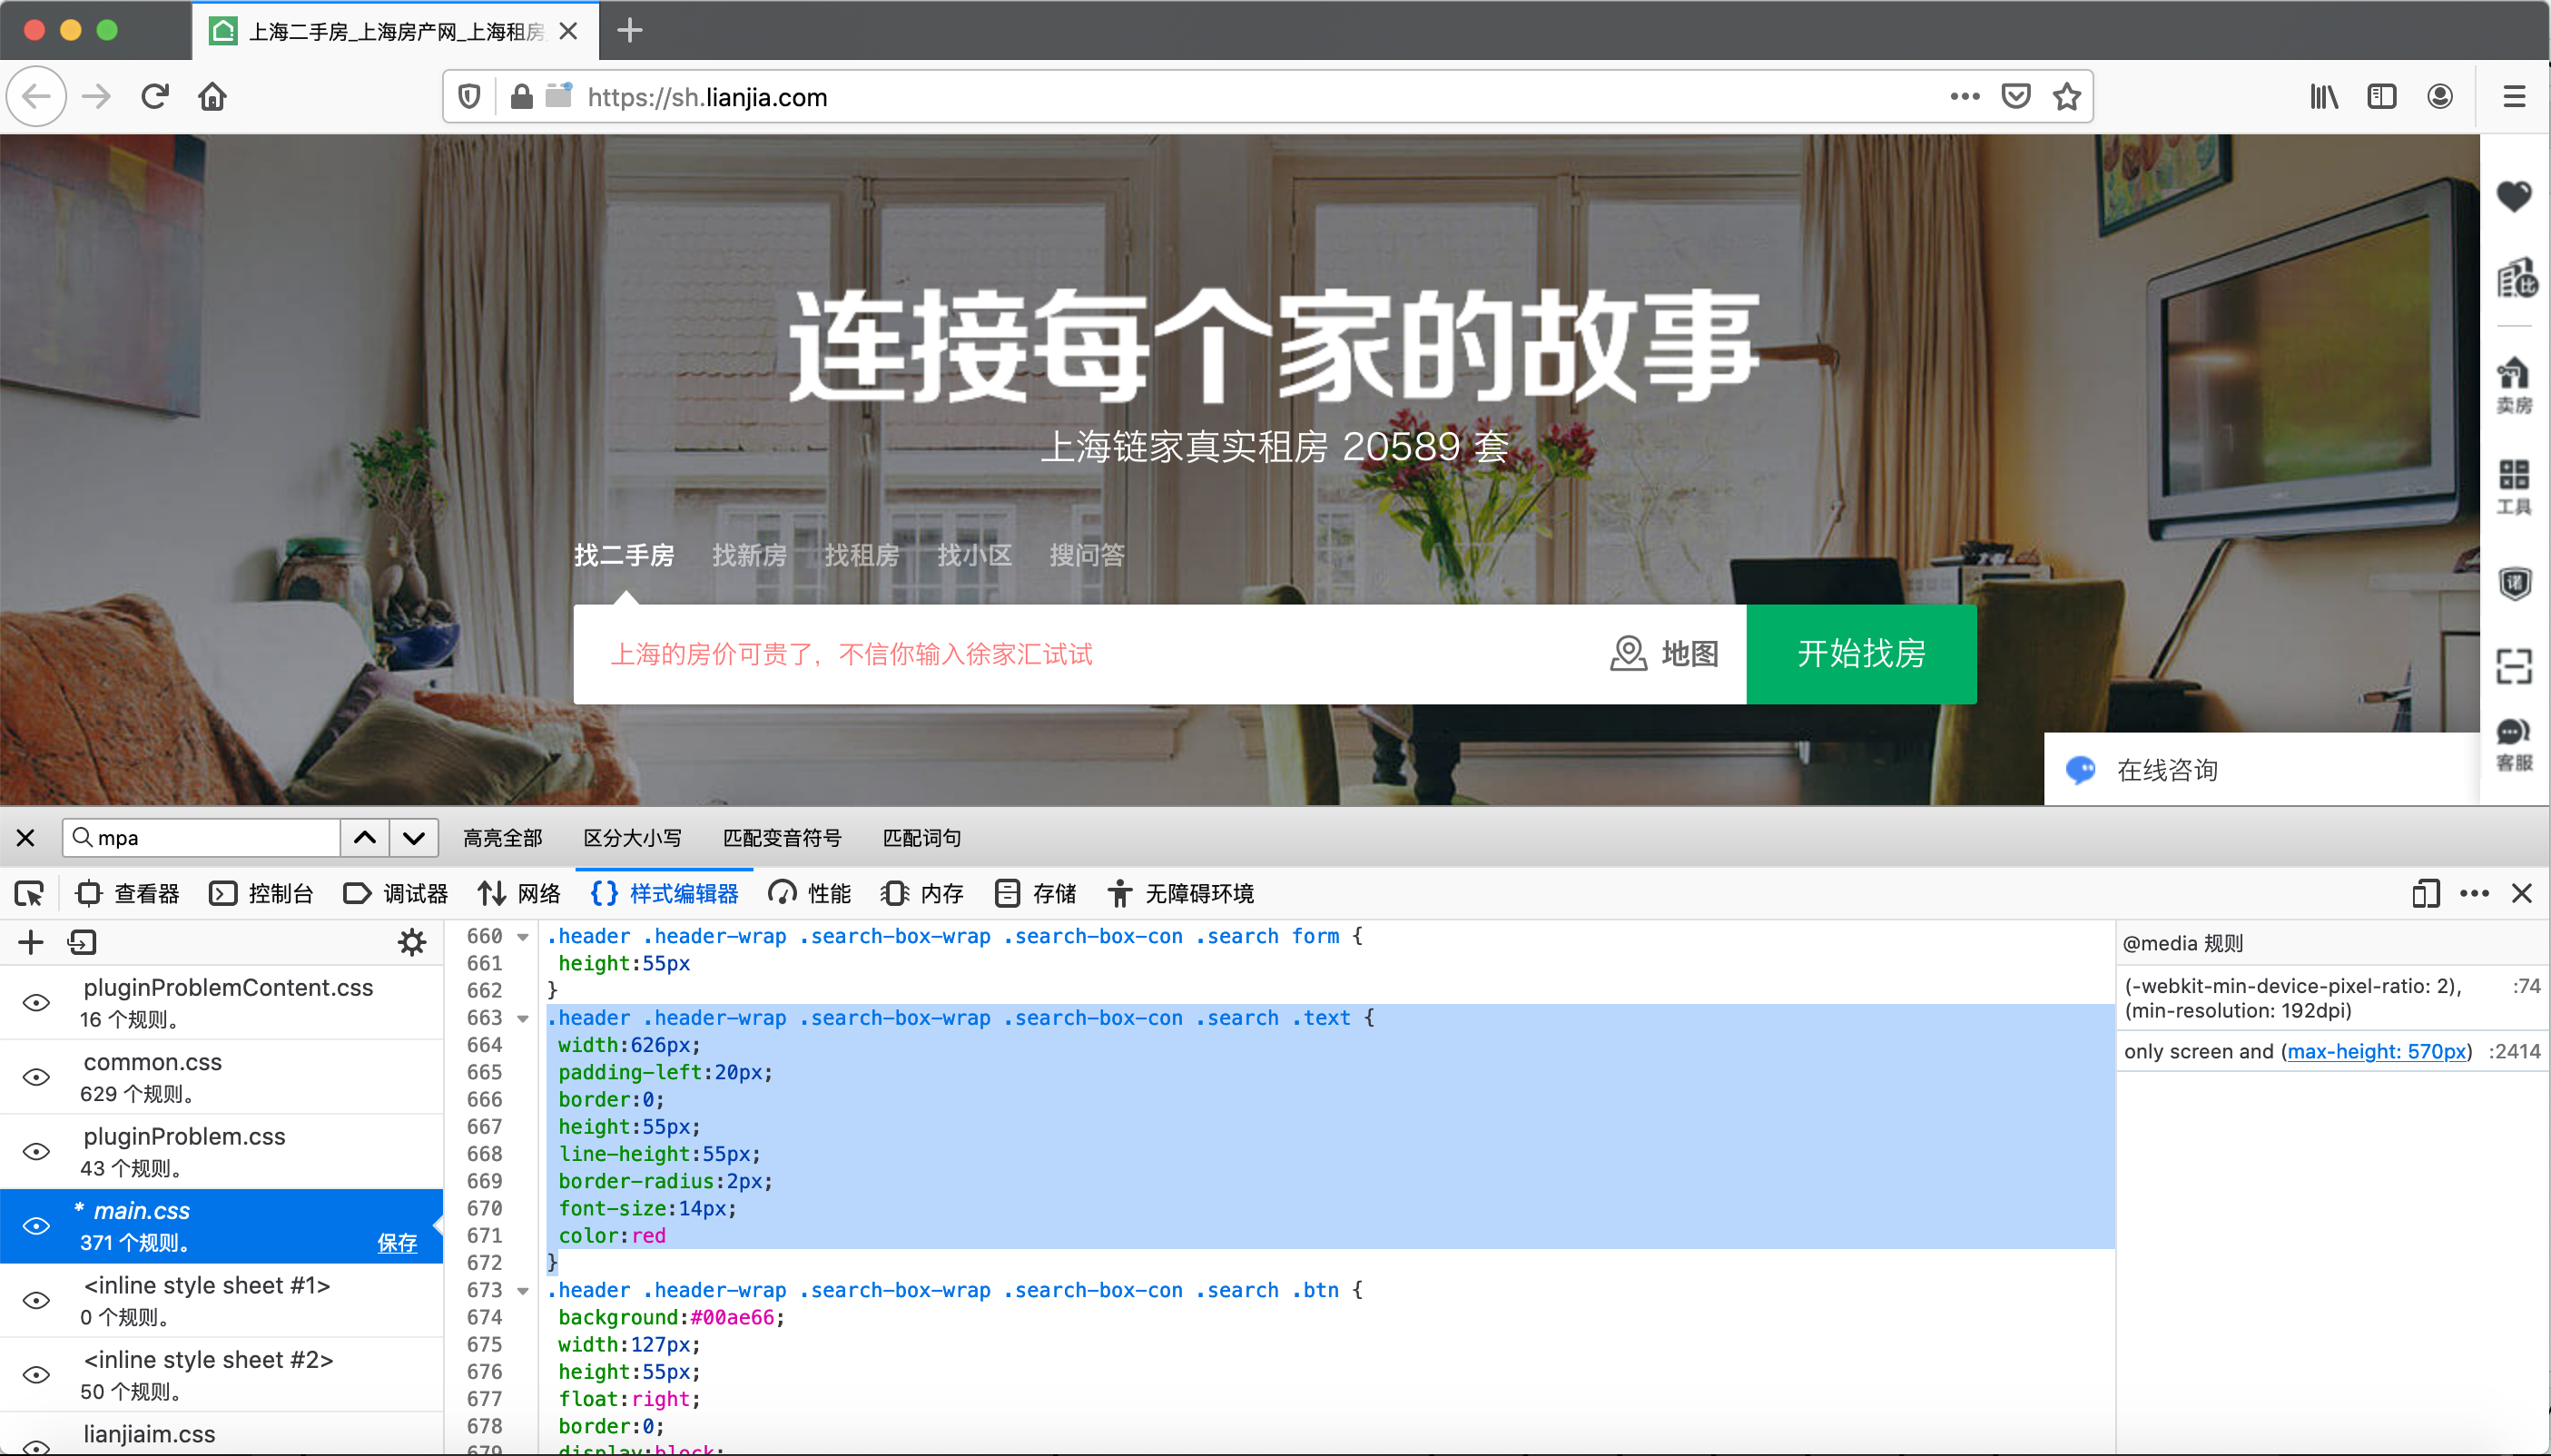 上海二手房_上海房产网_上海租房
https://sh.lianjia.com
连接每个家的故事
上海链家真实租房 20589 套
找二手房 找新房 找租房 找小区 搜问答
上海的房价可贵了，不信你输入徐家汇试试
地图
开始找房
比
卖房
工具
诺
客服
在线咨询
mpa
高亮全部 区分大小写 匹配变音符号 匹配词句
查看器 控制台 调试器 网络 样式编辑器 性能 内存 存储 无障碍环境
pluginProblemContent.css
16 个规则。
common.css
629 个规则。
pluginProblem.css
43 个规则。
* main.css
371 个规则。 保存
<inline style sheet #1>
0 个规则。
<inline style sheet #2>
50 个规则。
lianjiaim.css
660 .header .header-wrap .search-box-wrap .search-box-con .search form {
661 height:55px
662 }
663 .header .header-wrap .search-box-wrap .search-box-con .search .text {
664 width:626px;
665 padding-left:20px;
666 border:0;
667 height:55px;
668 line-height:55px;
669 border-radius:2px;
670 font-size:14px;
671 color:red
672 }
673 .header .header-wrap .search-box-wrap .search-box-con .search .btn {
674 background:#00ae66;
675 width:127px;
676 height:55px;
677 float:right;
678 border:0;
679 display:block;
@media 规则
(-webkit-min-device-pixel-ratio: 2), :74
(min-resolution: 192dpi)
only screen and (max-height: 570px) :2414